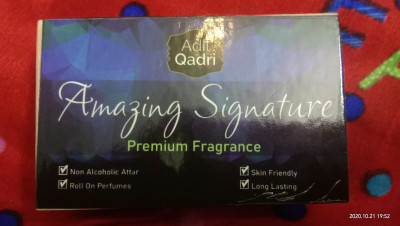 Adil
Qadri
Amazing Signature
Premium Fragrance
Non Alcoholic Attar
Skin Friendly
Roll On Perfumes
Long Lasting
2020.10.21 19:52